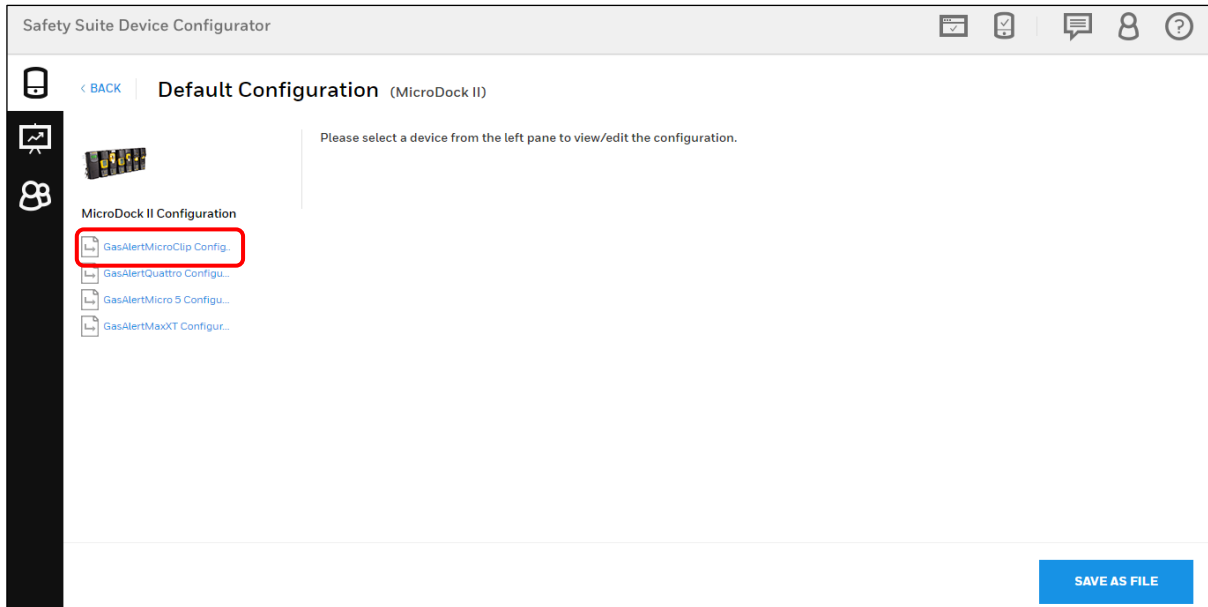 Safety Suite Device Configurator
< BACK
Default Configuration (MicroDock II)
Please select a device from the left pane to view/edit the configuration.
MicroDock II Configuration
GasAlertMicroClip Config..
GasAlertQuattro Configu...
GasAlertMicro 5 Configu...
GasAlertMaxXT Configur...
SAVE AS FILE